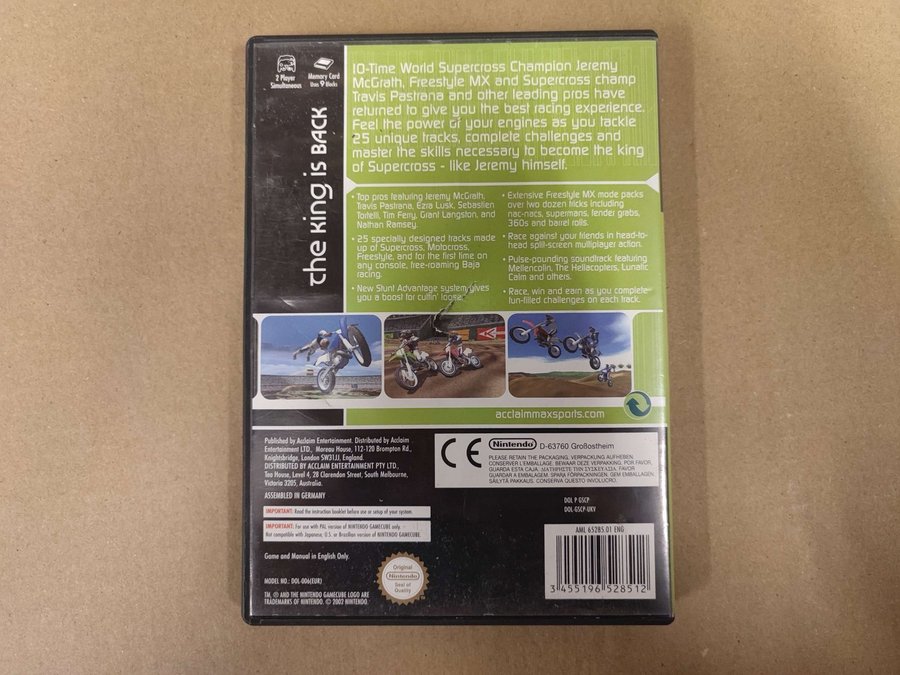 2 Player
Simultaneous
Memory Card
Uses 9 Blocks
the King is BACK
10-Time World Supercross Champion Jeremy
McGrath, Freestyle MX and Supercross champ
Travis Pastrana and other leading pros have
returned to give you the best racing experience.
Feel the power of your engines as you tackle
25 unique tracks, complete challenges and
master the skills necessary to become the king
of Supercross - like Jeremy himself.
• Top pros featuring Jeremy McGrath,
Travis Pastrana, Ezra Lusk, Sebastien
Tortelli, Tim Ferry, Grant Langston, and
Nathan Ramsey.
• 25 specially designed tracks made
up of Supercross, Motocross,
Freestyle, and for the first time on
any console, free-roaming Baja
racing.
• New Stunt Advantage system gives
you a boost for cuttin' loose.
• Extensive Freestyle MX mode packs
over two dozen tricks including
nac-nacs, supermans, fender grabs,
360s and barrel rolls.
• Race against your friends in head-to-
head split-screen multiplayer action.
• Pulse-pounding soundtrack featuring
Mellencolin, The Hellacopters, Lunatic
Calm and others.
• Race, win and earn as you complete
fun-filled challenges on each track.
acclaimmaxsports.com
Published by Acclaim Entertainment. Distributed by Acclaim
Entertainment LTD., Moreau House, 112-120 Brompton Rd.,
Knightsbridge, London SW31JJ, England.
DISTRIBUTED BY ACCLAIM ENTERTAINMENT PTY LTD.,
Tea House, Level 4, 28 Clarendon Street, South Melbourne,
Victoria 3205, Australia.
ASSEMBLED IN GERMANY
IMPORTANT: Read the instruction booklet before use or setup of your system.
IMPORTANT: For use with PAL version of NINTENDO GAMECUBE only.
Not compatible with Japanese, U.S. or Brazilian version of NINTENDO GAMECUBE.
Game and Manual in English Only.
MODEL NO.: DOL-006(EUR)
TM, ® AND THE NINTENDO GAMECUBE LOGO ARE
TRADEMARKS OF NINTENDO. © 2002 NINTENDO.
Original
Nintendo
Seal of
Quality
CE
Nintendo D-63760 Großostheim
PLEASE RETAIN THE PACKAGING. VERPACKUNG AUFHEBEN.
CONSERVER L'EMBALLAGE. BEWAAR DEZE VERPAKKING. POR FAVOR,
GUARDA ESTA CAJA. ΔΙΑΤΗΡΕΙΣΤΕ ΤΗΝ ΣΥΣΚΕΥΑΣΙΑ. FAVOR
GUARDAR A EMBALAGEM. SPARA FÖRPACKNINGEN. GEM EMBALLAGEN.
SÄILYTÄ PAKKAUS. CONSERVA QUESTO INVOLUCRO.
DOL P GSCP
DOL-GSCP-UKV
AML 65285.01 ENG
3 455196 528512